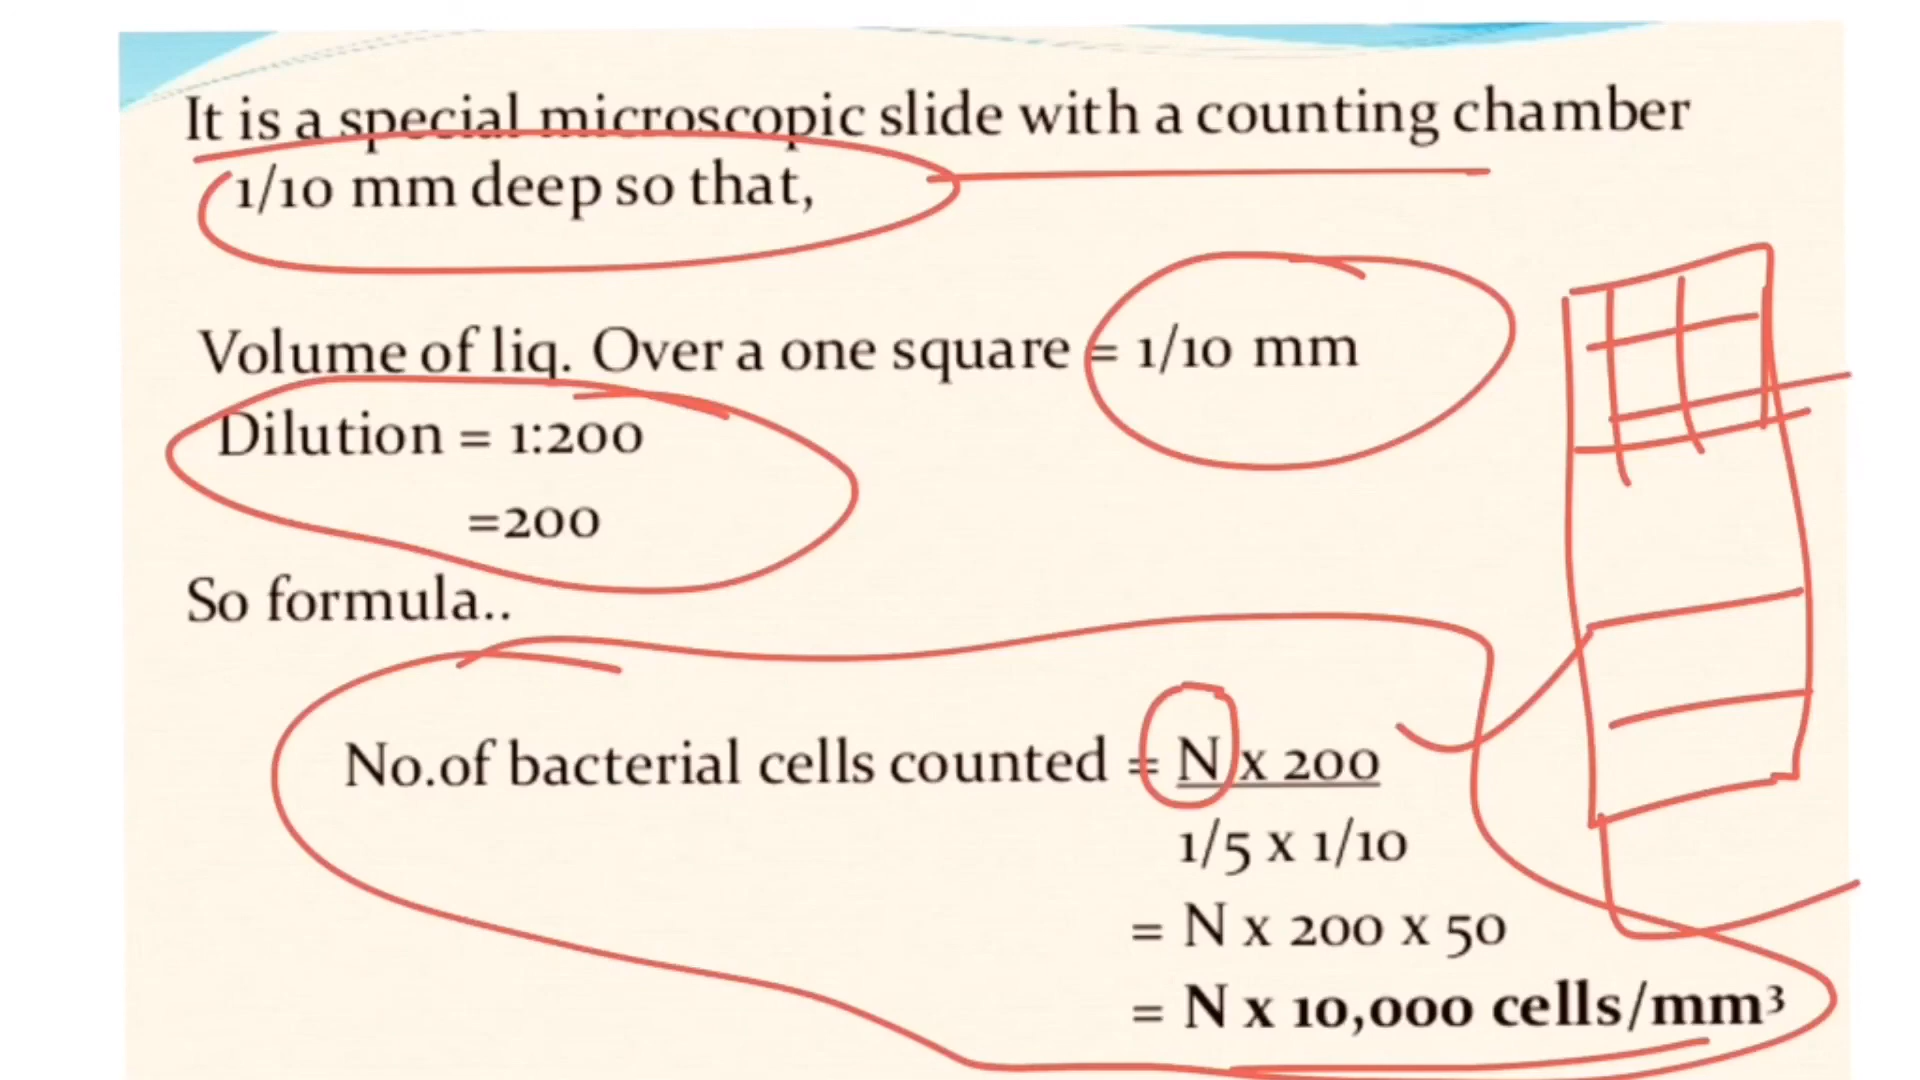 It is a special microscopic slide with a counting chamber
1/10 mm deep so that,
Volume of liq. Over a one square = 1/10 mm
Dilution = 1:200
=200
So formula..
No.of bacterial cells counted = N x 200
1/5 x 1/10
= N x 200 x 50
= N x 10,000 cells/mm³